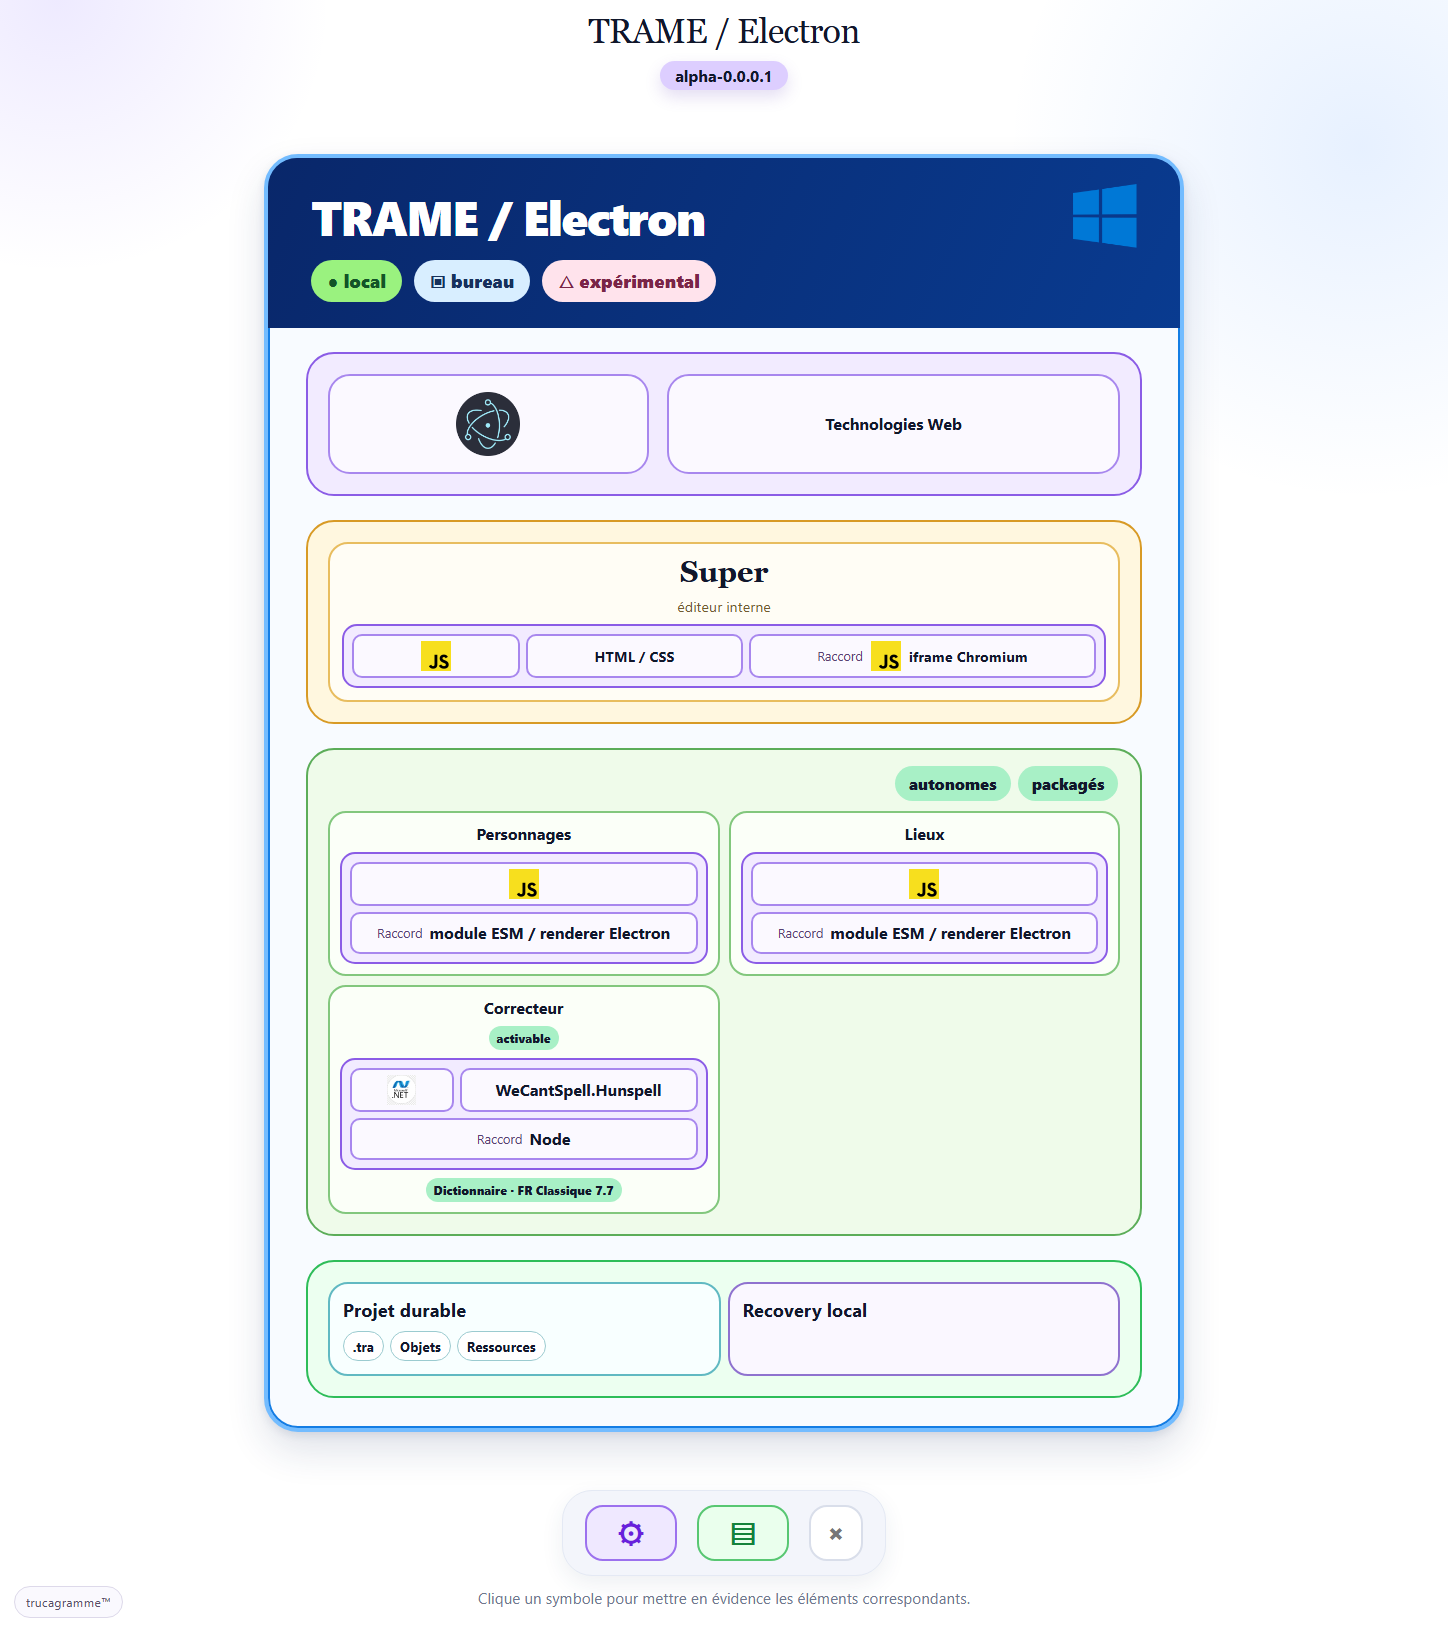 TRAME / Electron
alpha-0.0.0.1
TRAME / Electron
● local
▣ bureau
△ expérimental
Technologies Web
Super
éditeur interne
JS
HTML / CSS
Raccord JS iframe Chromium
autonomes
packagés
Personnages
JS
Raccord module ESM / renderer Electron
Lieux
JS
Raccord module ESM / renderer Electron
Correcteur
activable
.NET
WeCantSpell.Hunspell
Raccord Node
Dictionnaire · FR Classique 7.7
Projet durable
.tra
Objets
Ressources
Recovery local
Clique un symbole pour mettre en évidence les éléments correspondants.
trucagramme™